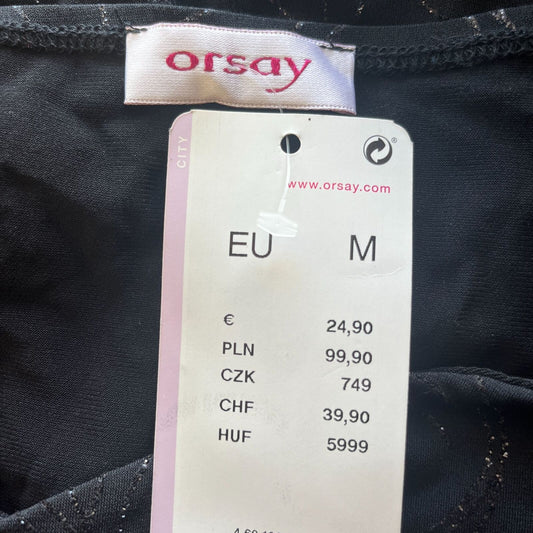 orsay
CITY
www.orsay.com
EU M
€ 24,90
PLN 99,90
CZK 749
CHF 39,90
HUF 5999